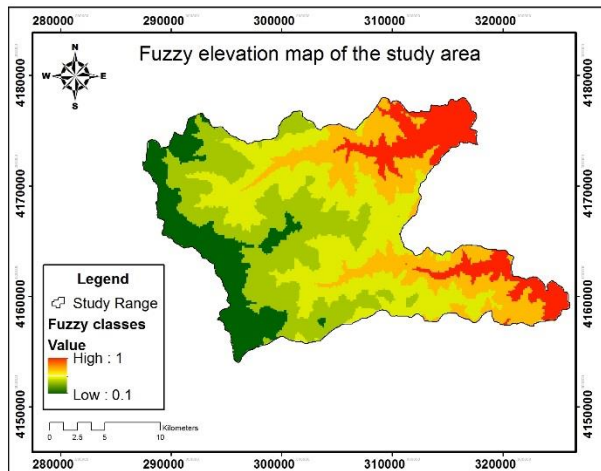 280000 290000 300000 310000 320000
Fuzzy elevation map of the study area
N
W E
S
4180000 4180000
4170000 4170000
4160000 4160000
4150000 4150000
Legend
Study Range
Fuzzy classes
Value
High : 1
Low : 0.1
0 2.5 5 10
Kilometers
280000 290000 300000 310000 320000